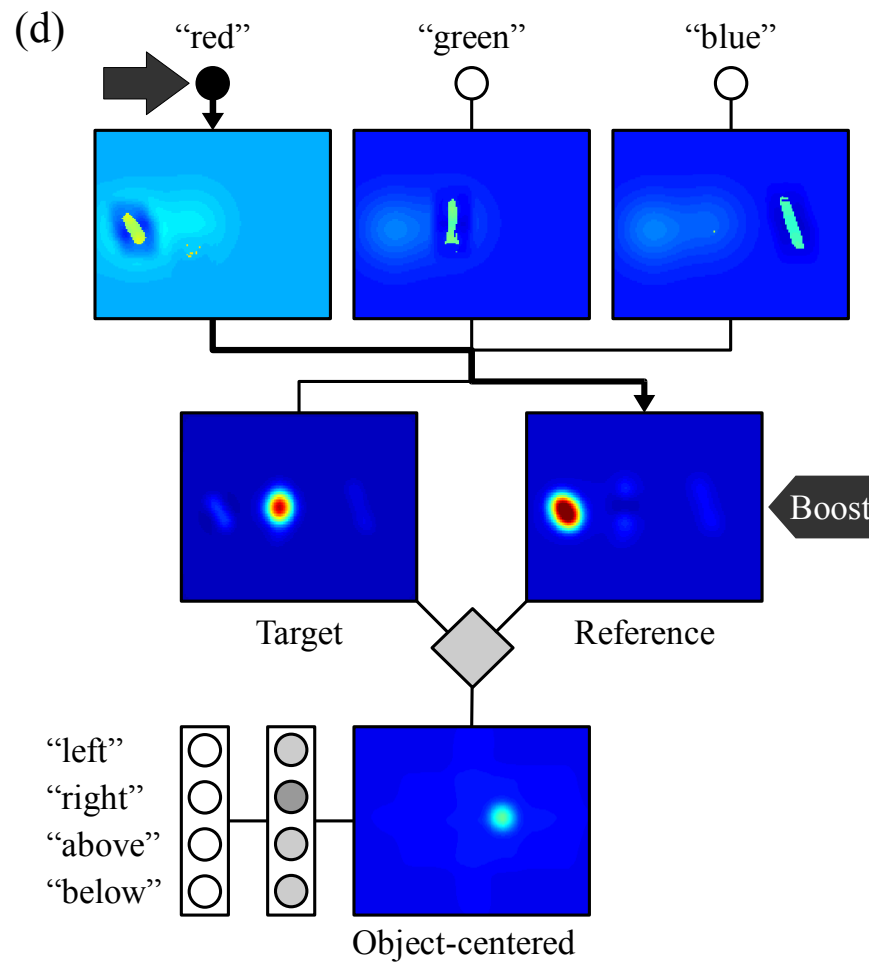 (d)
“red” “green” “blue”
Boost
Target Reference
“left”
“right”
“above”
“below”
Object-centered